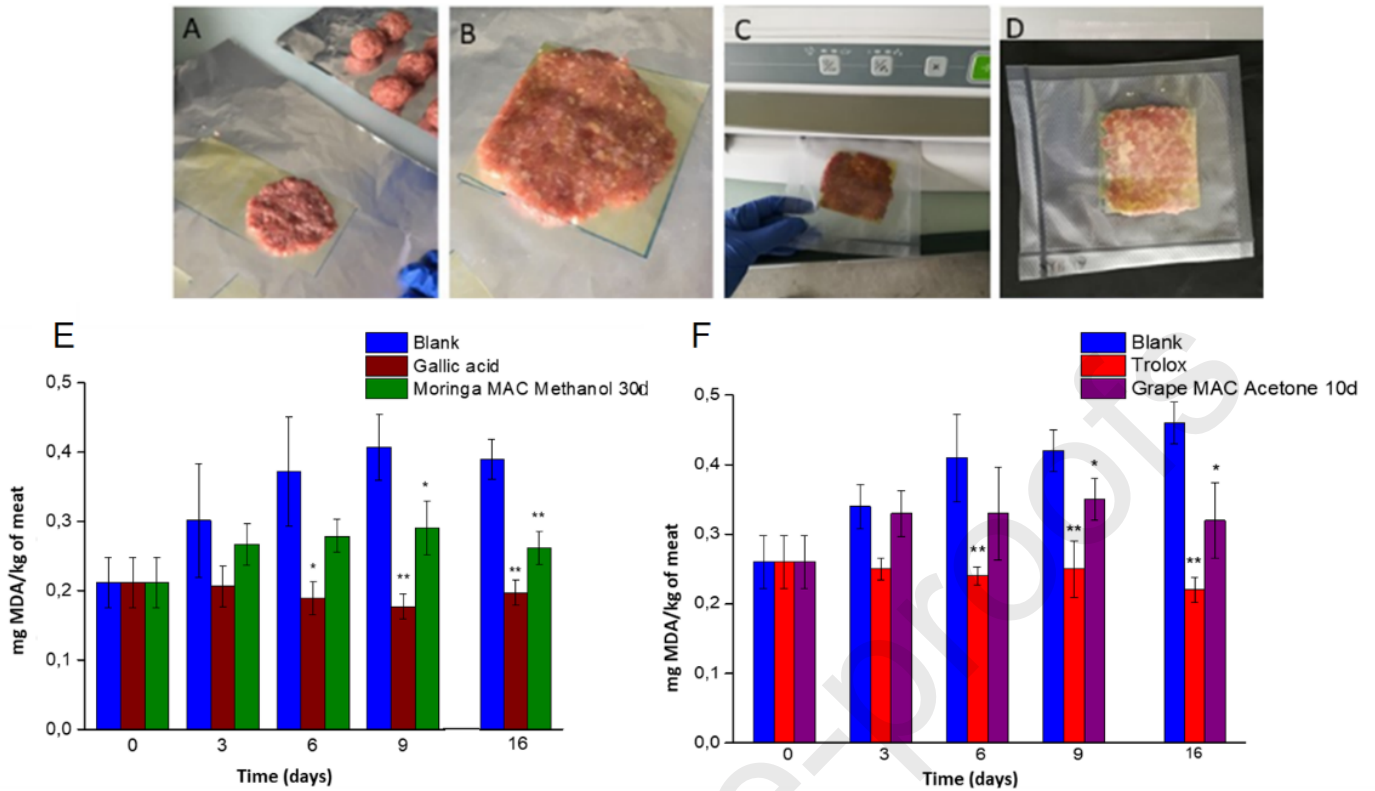 A
B
C
D
E
Blank
Gallic acid
Moringa MAC Methanol 30d
mg MDA/kg of meat
0,5
0,4
0,3
0,2
0,1
0,0
* ** * ** **
0 3 6 9 16
Time (days)
F
Blank
Trolox
Grape MAC Acetone 10d
mg MDA/kg of meat
0,5
0,4
0,3
0,2
0,1
0,0
** ** * ** *
0 3 6 9 16
Time (days)
e-proofs